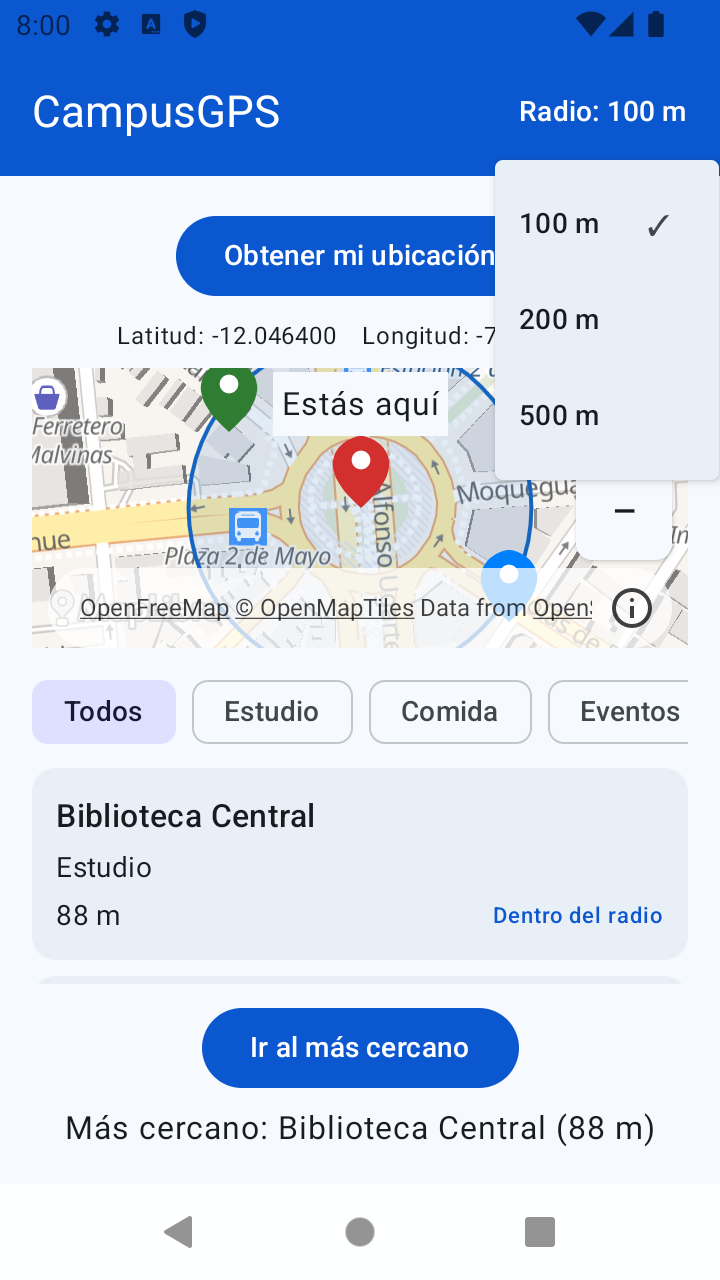 8:00
CampusGPS
Radio: 100 m
100 m ✓
200 m
500 m
Obtener mi ubicación
Latitud: -12.046400 Longitud: -7
Estás aquí
Ferretero
Malvinas
Moquegua
Alfonso Ugarte
nue
Plaza 2 de Mayo
OpenFreeMap © OpenMapTiles Data from Open
Todos
Estudio
Comida
Eventos
Biblioteca Central
Estudio
88 m
Dentro del radio
Ir al más cercano
Más cercano: Biblioteca Central (88 m)